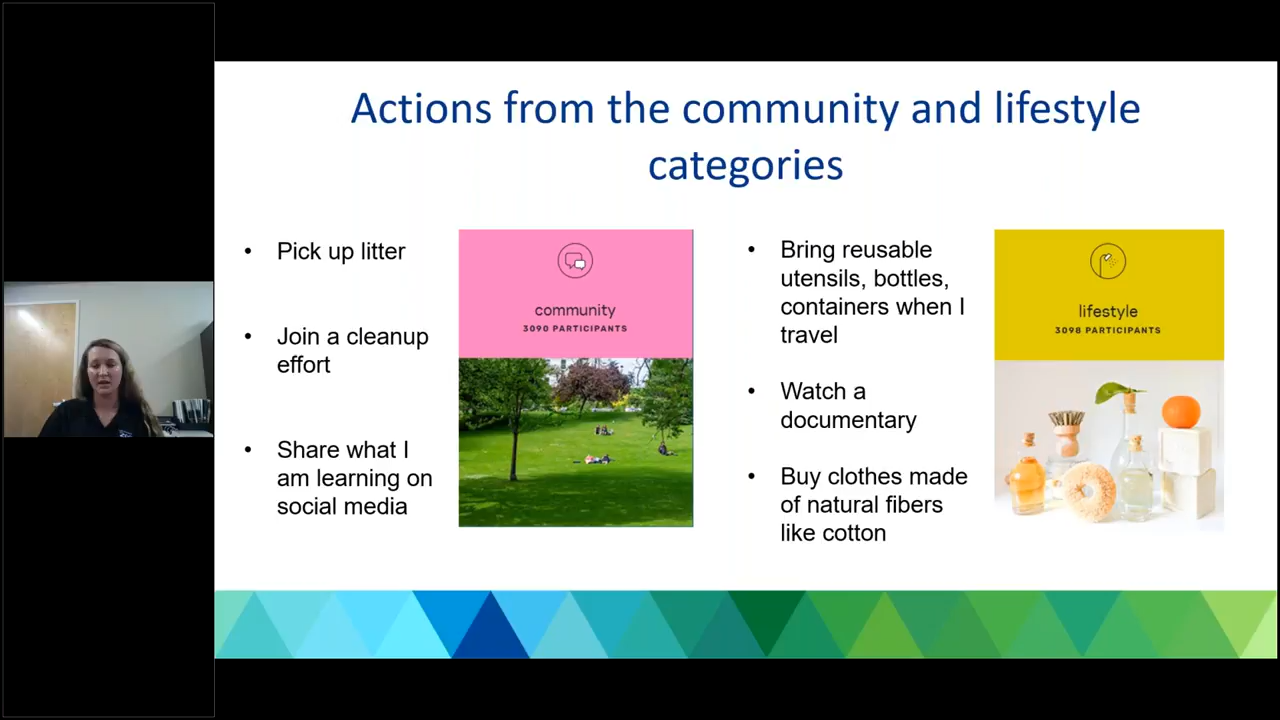 Actions from the community and lifestyle
categories
• Pick up litter
• Join a cleanup
effort
• Share what I
am learning on
social media
community
3090 PARTICIPANTS
• Bring reusable
utensils, bottles,
containers when I
travel
• Watch a
documentary
• Buy clothes made
of natural fibers
like cotton
lifestyle
3098 PARTICIPANTS